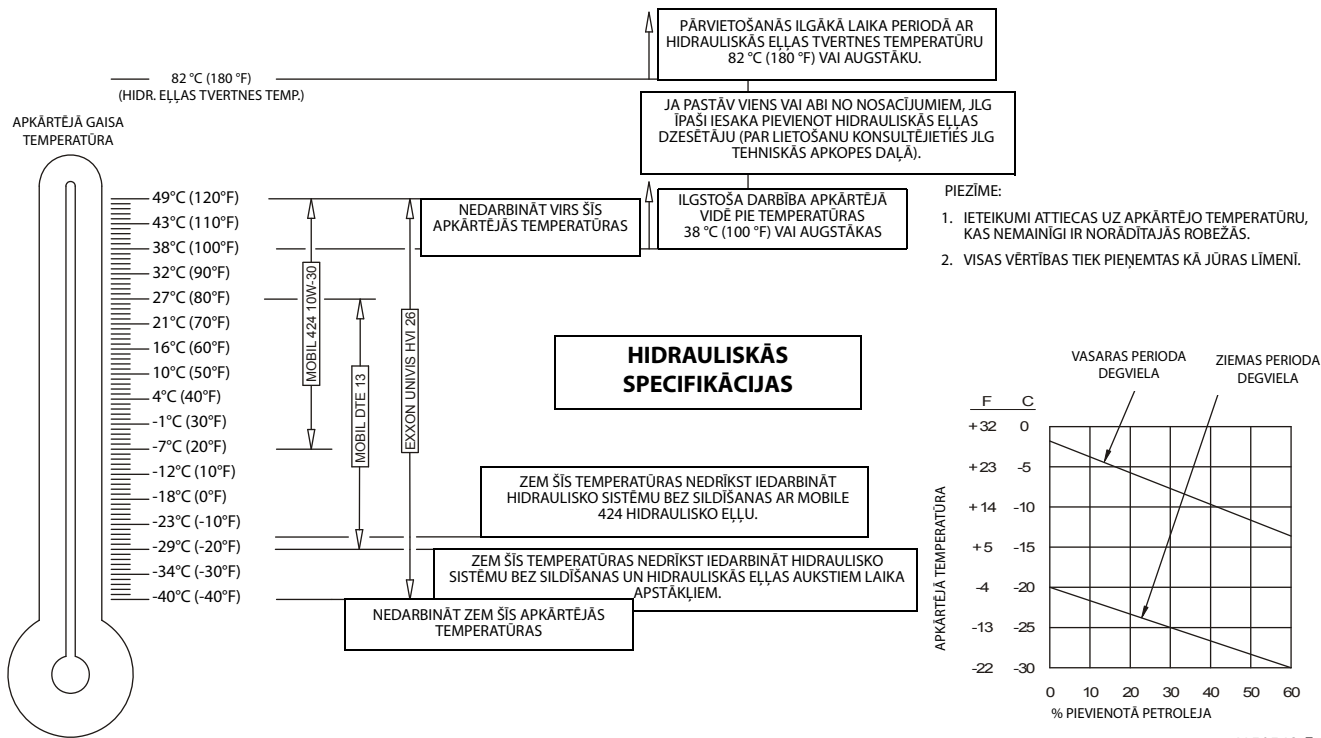 PĀRVIETOŠANĀS ILGĀKĀ LAIKA PERIODĀ AR
HIDRAULISKĀS EĻĻAS TVERTNES TEMPERATŪRU
82 °C (180 °F) VAI AUGSTĀKU.
82 °C (180 °F)
(HIDR. EĻĻAS TVERTNES TEMP.)
JA PASTĀV VIENS VAI ABI NO NOSACĪJUMIEM, JLG
ĪPAŠI IESAKA PIEVIENOT HIDRAULISKĀS EĻĻAS
DZESĒTĀJU (PAR LIETOŠANU KONSULTĒJIETIES JLG
TEHNISKĀS APKOPES DAĻĀ).
APKĀRTĒJĀ GAISA
TEMPERATŪRA
49°C (120°F)
43°C (110°F)
38°C (100°F)
32°C (90°F)
27°C (80°F)
21°C (70°F)
16°C (60°F)
10°C (50°F)
4°C (40°F)
-1°C (30°F)
-7°C (20°F)
-12°C (10°F)
-18°C (0°F)
-23°C (-10°F)
-29°C (-20°F)
-34°C (-30°F)
-40°C (-40°F)
MOBIL 424 10W-30
MOBIL DTE 13
EXXON UNIVIS HVI 26
NEDARBINĀT VIRS ŠĪS
APKĀRTĒJĀS TEMPERATŪRAS
ILGSTOŠA DARBĪBA APKĀRTĒJĀ
VIDĒ PIE TEMPERATŪRAS
38 °C (100 °F) VAI AUGSTĀKAS
PIEZĪME:
1. IETEIKUMI ATTIECAS UZ APKĀRTĒJO TEMPERATŪRU,
KAS NEMAINĪGI IR NORĀDĪTAJĀS ROBEŽĀS.
2. VISAS VĒRTĪBAS TIEK PIEŅEMTAS KĀ JŪRAS LĪMENĪ.
HIDRAULISKĀS
SPECIFIKĀCIJAS
ZEM ŠĪS TEMPERATŪRAS NEDRĪKST IEDARBINĀT
HIDRAULISKO SISTĒMU BEZ SILDĪŠANAS AR MOBILE
424 HIDRAULISKO EĻĻU.
ZEM ŠĪS TEMPERATŪRAS NEDRĪKST IEDARBINĀT HIDRAULISKO
SISTĒMU BEZ SILDĪŠANAS UN HIDRAULISKĀS EĻĻAS AUKSTIEM LAIKA
APSTĀKĻIEM.
NEDARBINĀT ZEM ŠĪS APKĀRTĒJĀS
TEMPERATŪRAS
VASARAS PERIODA
DEGVIELA
ZIEMAS PERIODA
DEGVIELA
F C
+32 0
+23 -5
+14 -10
+5 -15
-4 -20
-13 -25
-22 -30
APKĀRTĒJĀ TEMPERATŪRA
0 10 20 30 40 50 60
% PIEVIENOTĀ PETROLEJA